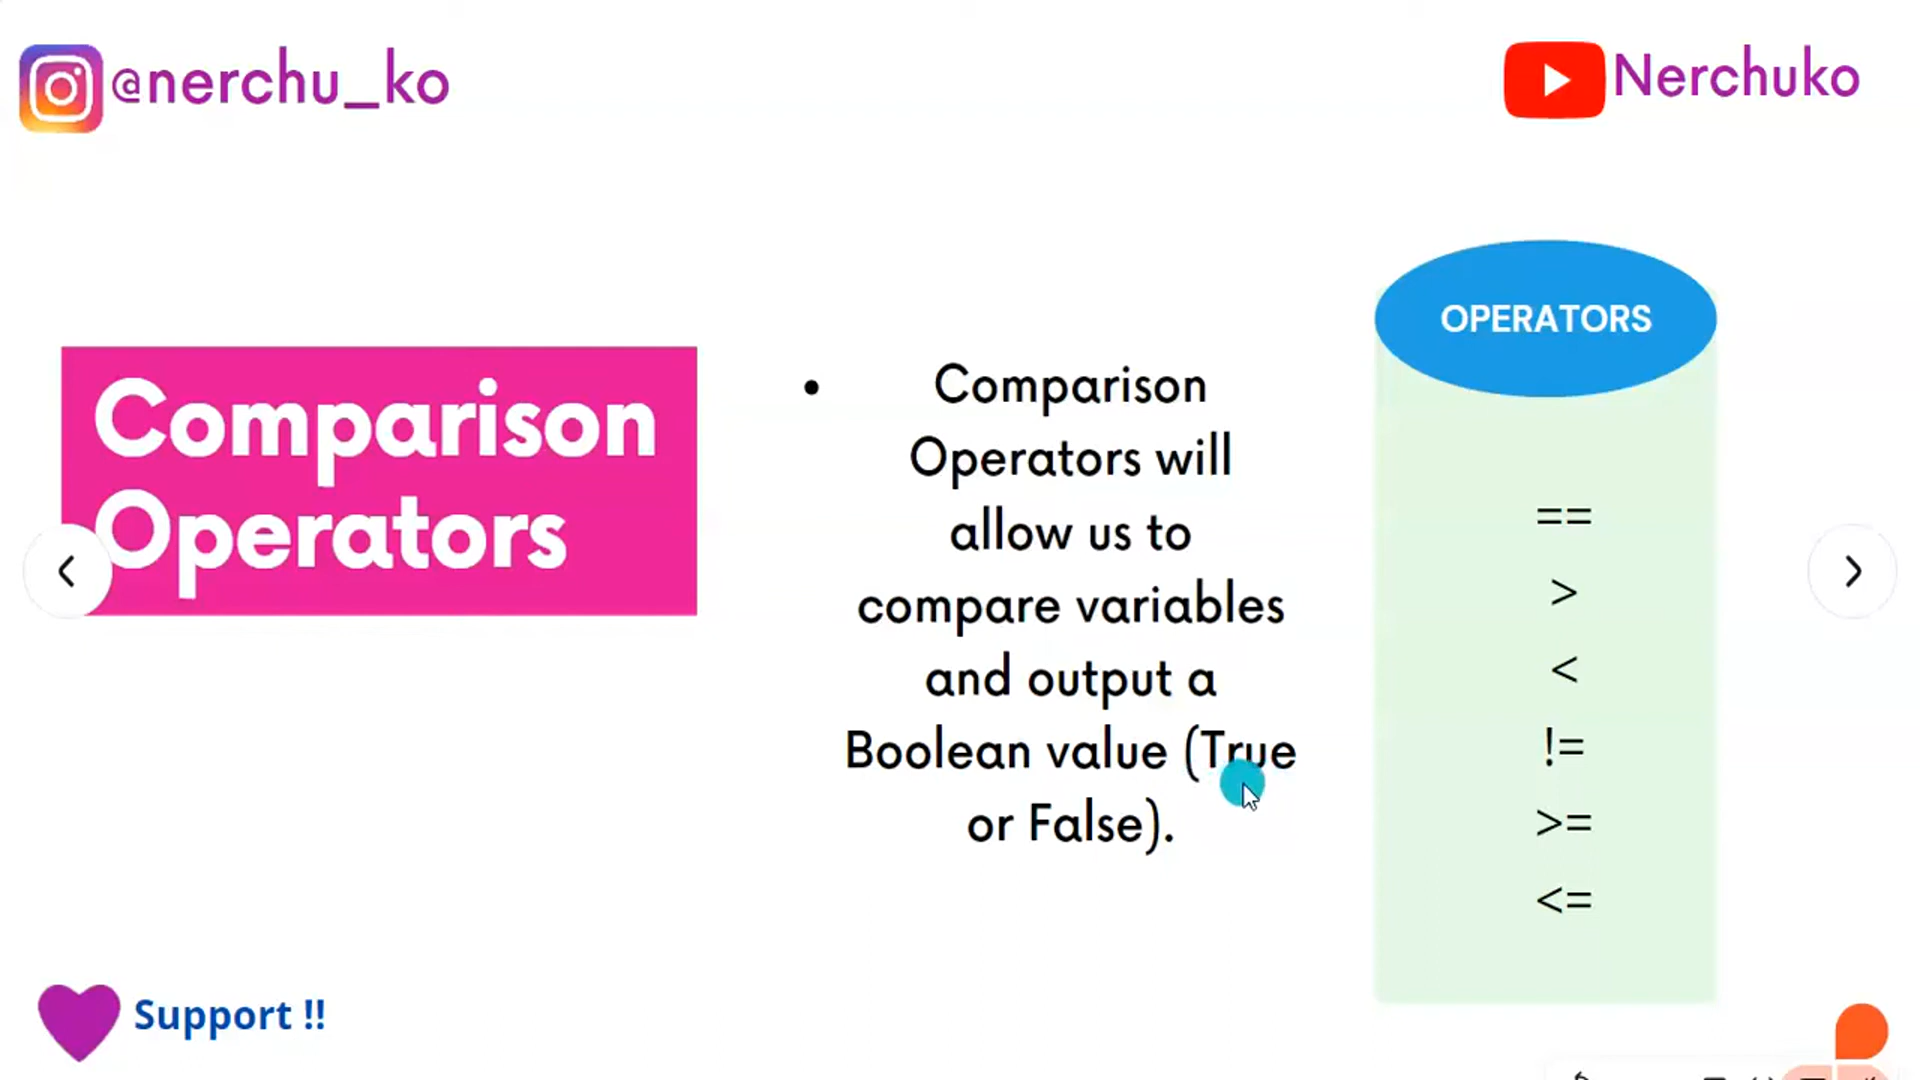 @nerchu_ko
Nerchuko
Comparison
Operators
• Comparison
Operators will
allow us to
compare variables
and output a
Boolean value (True
or False).
OPERATORS
==
>
<
!=
>=
<=
Support !!